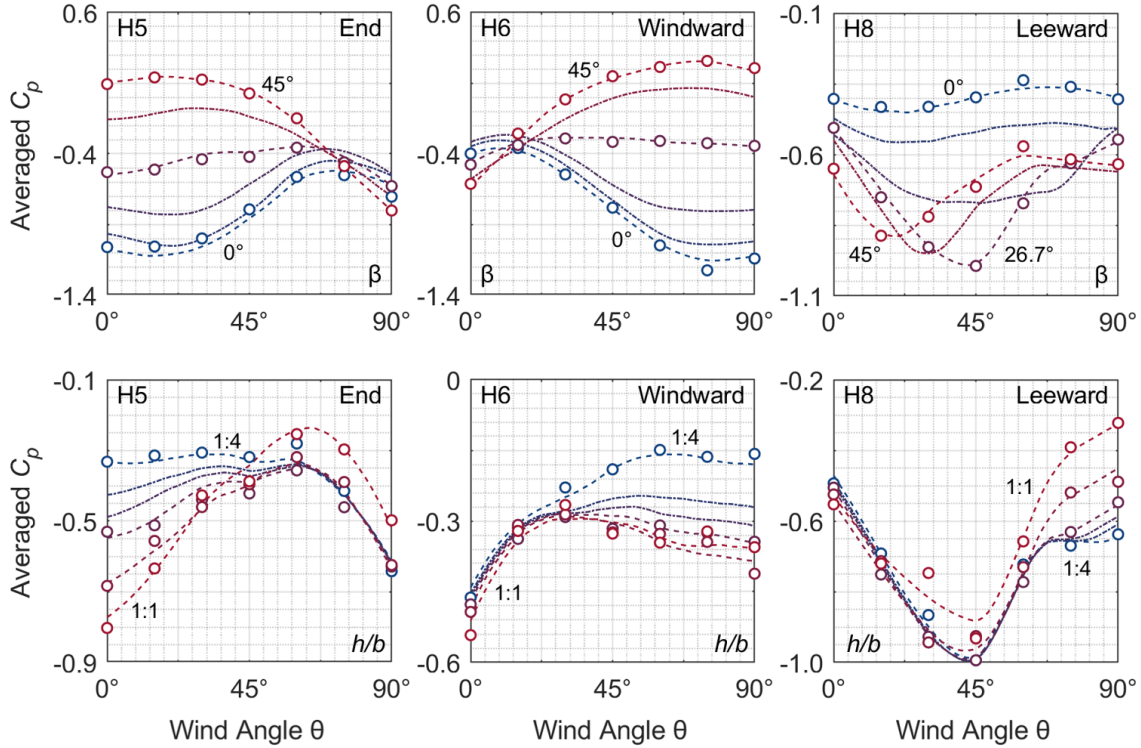 0.6 H5 End
45°
-0.4
0°
β
-1.4
0° 45° 90°
Averaged Cp
H6 Windward
45°
-0.4
0°
β
0° 45° 90°
-0.1 H8 Leeward
0°
-0.6
45° 26.7°
β
-1.1
0° 45° 90°
-0.1 H5 End
1:4
-0.5
1:1
h/b
-0.9
0° 45° 90°
Averaged Cp
Wind Angle θ
0 H6 Windward
1:4
-0.3
1:1
h/b
-0.6
0° 45° 90°
Wind Angle θ
-0.2 H8 Leeward
1:1
-0.6
1:4
h/b
-1.0
0° 45° 90°
Wind Angle θ